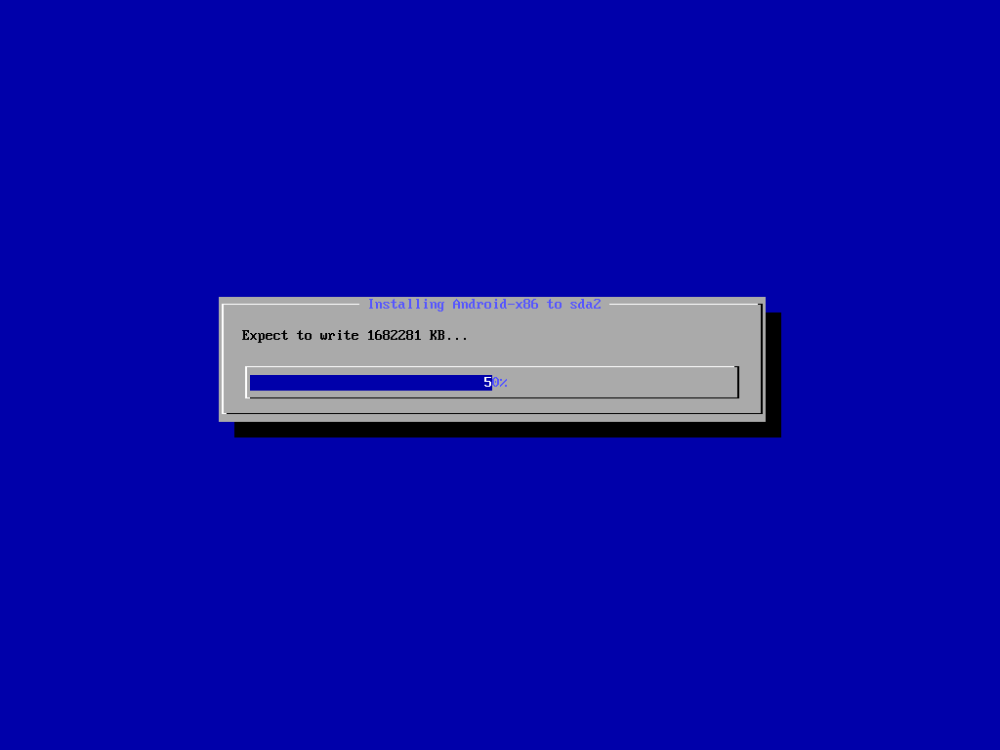 Installing Android-x86 to sda2
Expect to write 1682281 KB...
50%